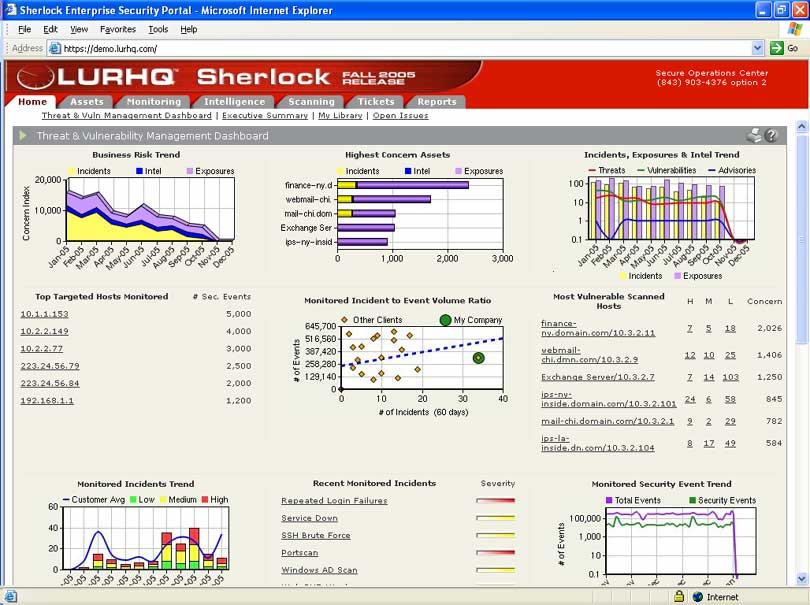 Sherlock Enterprise Security Portal - Microsoft Internet Explorer
File Edit View Favorites Tools Help
Address https://demo.lurhq.com/ Go
LURHQ™ Sherlock FALL 2005 RELEASE
Secure Operations Center
(843) 903-4376 option 2
Home Assets Monitoring Intelligence Scanning Tickets Reports
Threat & Vuln Management Dashboard | Executive Summary | My Library | Open Issues
Threat & Vulnerability Management Dashboard
Business Risk Trend
Incidents Intel Exposures
Concern Index
20,000
10,000
0
Jan-05 Feb-05 Mar-05 Apr-05 May-05 Jun-05 Jul-05 Aug-05 Sep-05 Oct-05 Nov-05 Dec-05
Highest Concern Assets
Incidents Intel Exposures
finance-ny.d
webmail-chi.
mail-chi.dom
Exchange Ser
ips-ny-insid
0 1,000 2,000 3,000
Incidents, Exposures & Intel Trend
Threats Vulnerabilities Advisories
100
10
1
0.1
Jan-05 Feb-05 Mar-05 Apr-05 May-05 Jun-05 Jul-05 Aug-05 Sep-05 Oct-05 Nov-05 Dec-05
Incidents Exposures
Top Targeted Hosts Monitored # Sec. Events
10.1.1.153 5,000
10.2.2.149 4,000
10.2.2.77 3,000
223.24.56.79 2,500
223.24.56.84 2,000
192.168.1.1 1,200
Monitored Incident to Event Volume Ratio
Other Clients My Company
# of Events
645,700
516,560
387,420
258,280
129,140
0
0 10 20 30 40
# of Incidents (60 days)
Most Vulnerable Scanned Hosts H M L Concern
finance-ny.domain.com/10.3.2.11 7 5 18 2,026
webmail-chi.dmn.com/10.3.2.9 12 10 25 1,406
Exchange Server/10.3.2.7 7 14 103 1,250
ips-ny-inside.domain.com/10.3.2.101 24 6 58 845
mail-chi.domain.com/10.3.2.1 9 2 29 782
ips-la-inside.dn.com/10.3.2.104 8 17 49 584
Monitored Incidents Trend
Customer Avg Low Medium High
60
40
20
0
Recent Monitored Incidents Severity
Repeated Login Failures
Service Down
SSH Brute Force
Portscan
Windows AD Scan
Monitored Security Event Trend
Total Events Security Events
# of Events
100,000
1,000
10
0.1
Internet